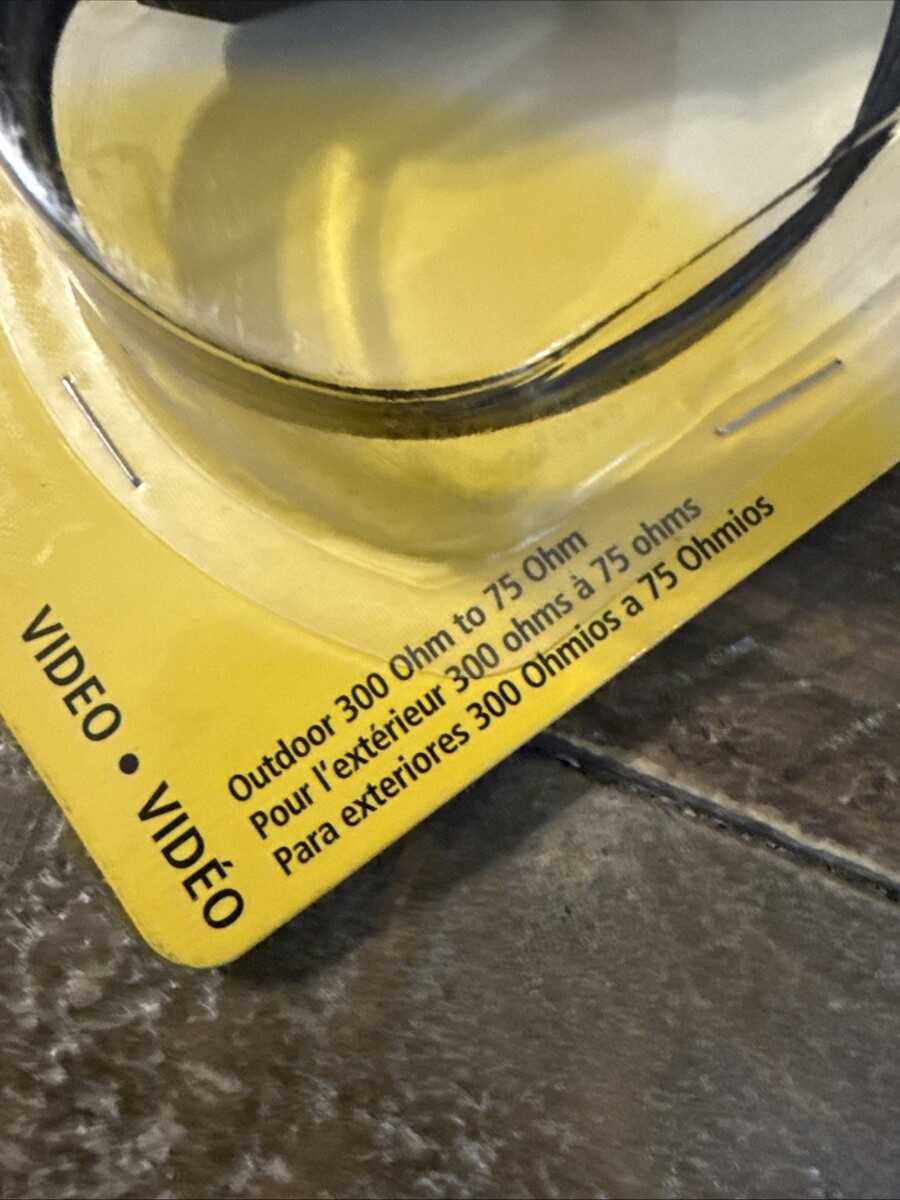 VIDEO • VIDÉO
Outdoor 300 Ohm to 75 Ohm
Pour l'extérieur 300 ohms à 75 ohms
Para exteriores 300 Ohmios a 75 Ohmios